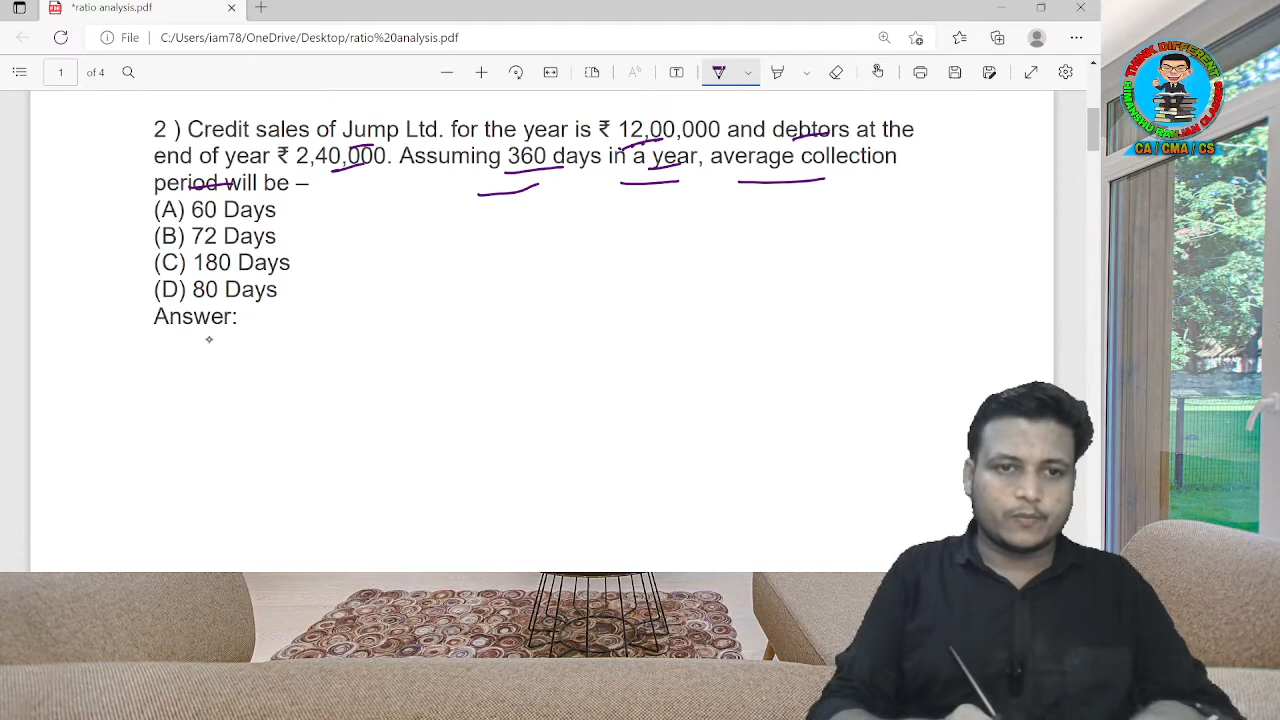 *ratio analysis.pdf
File
C:/Users/iam78/OneDrive/Desktop/ratio%20analysis.pdf
1 of 4
2 ) Credit sales of Jump Ltd. for the year is ₹ 12,00,000 and debtors at the
end of year ₹ 2,40,000. Assuming 360 days in a year, average collection
period will be –
(A) 60 Days
(B) 72 Days
(C) 180 Days
(D) 80 Days
Answer:
THINK DIFFERENT
CA / CMA / CS